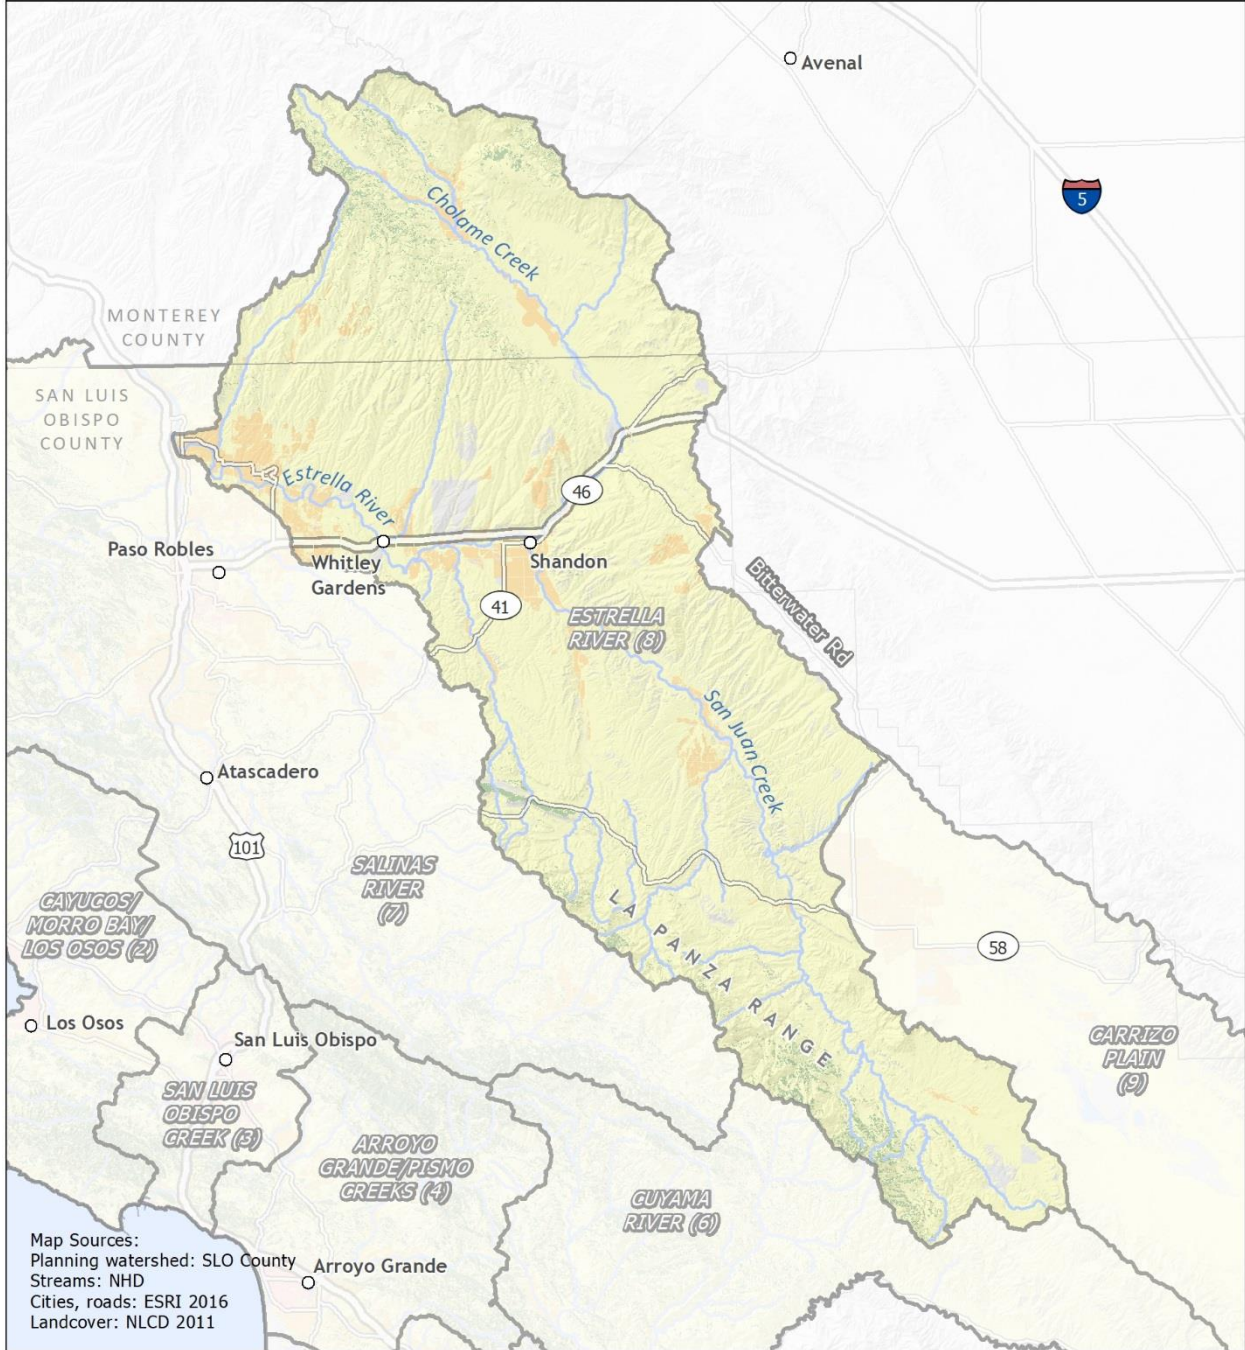 Avenal
5
Cholame Creek
MONTEREY
COUNTY
SAN LUIS
OBISPO
COUNTY
Estrella River
46
Paso Robles
Whitley
Gardens
Shandon
41
Bitterwater Rd
ESTRELLA
RIVER (8)
San Juan Creek
Atascadero
101
SALINAS
RIVER
(7)
CAYUCOS/
MORRO BAY/
LOS OSOS (2)
LA PANZA RANGE
58
Los Osos
San Luis Obispo
CARRIZO
PLAIN
(9)
SAN LUIS
OBISPO
CREEK (3)
ARROYO
GRANDE/PISMO
CREEKS (4)
CUYAMA
RIVER (6)
Map Sources:
Planning watershed: SLO County
Streams: NHD
Cities, roads: ESRI 2016
Landcover: NLCD 2011
Arroyo Grande